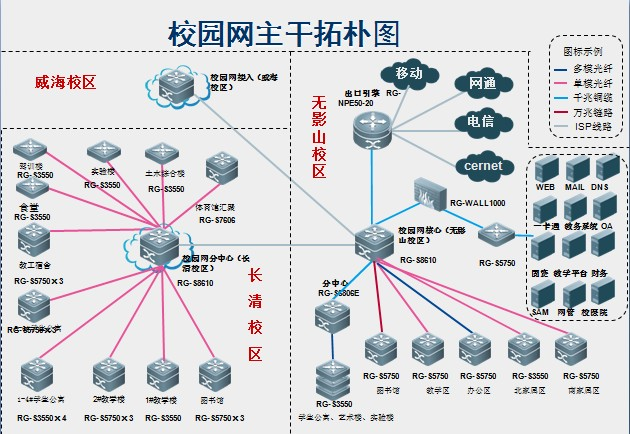 校园网主干拓扑图
威海校区
校园网接入（威海
校区）
无影山校区
出口引擎 RG-
NPE50-20
移动
网通
电信
cernet
图标示例
多模光纤
单模光纤
千兆铜缆
万兆链路
ISP线路
RG-WALL1000
RG-S5750
WEB MAIL DNS
一卡通 教务系统 OA
图资 教学平台 财务
SAM 网管 校医院
RG-S3550
实验楼
RG-S3550
土木综合楼
RG-S3550
体育馆汇聚
RG-S7606
食堂
RG-S3550
教工宿舍
RG-S5750×3
RG-S5750×3
校园网分中心（长
清校区）
RG-S8610
长清校区
校园网核心（无影
山校区）
RG-S8610
分中心
RG-S6806E
1-4#学生公寓
RG-S3550×4
2#教学楼
RG-S5750×3
1#教学楼
RG-S3550
图书馆
RG-S5750×3
RG-S3550
学生公寓、艺术楼、实验楼
RG-S5750
图书馆
RG-S5750
教学区
RG-S5750
办公区
RG-S3550
北家属区
RG-S5750
南家属区